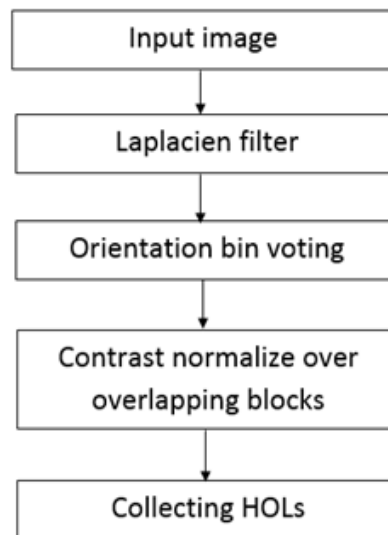 Input image
Laplacien filter
Orientation bin voting
Contrast normalize over
overlapping blocks
Collecting HOLs